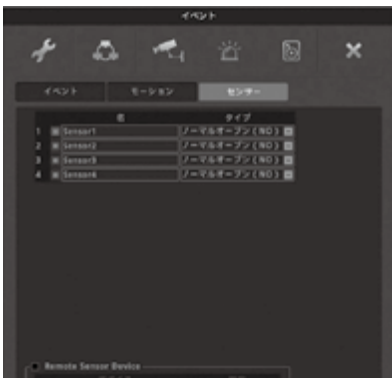 イベント
イベント モーション センサー
名 タイプ
1 Sensor1 ノーマルオープン(NO)
2 Sensor2 ノーマルオープン(NO)
3 Sensor3 ノーマルオープン(NO)
4 Sensor4 ノーマルオープン(NO)
Remote Sensor Device